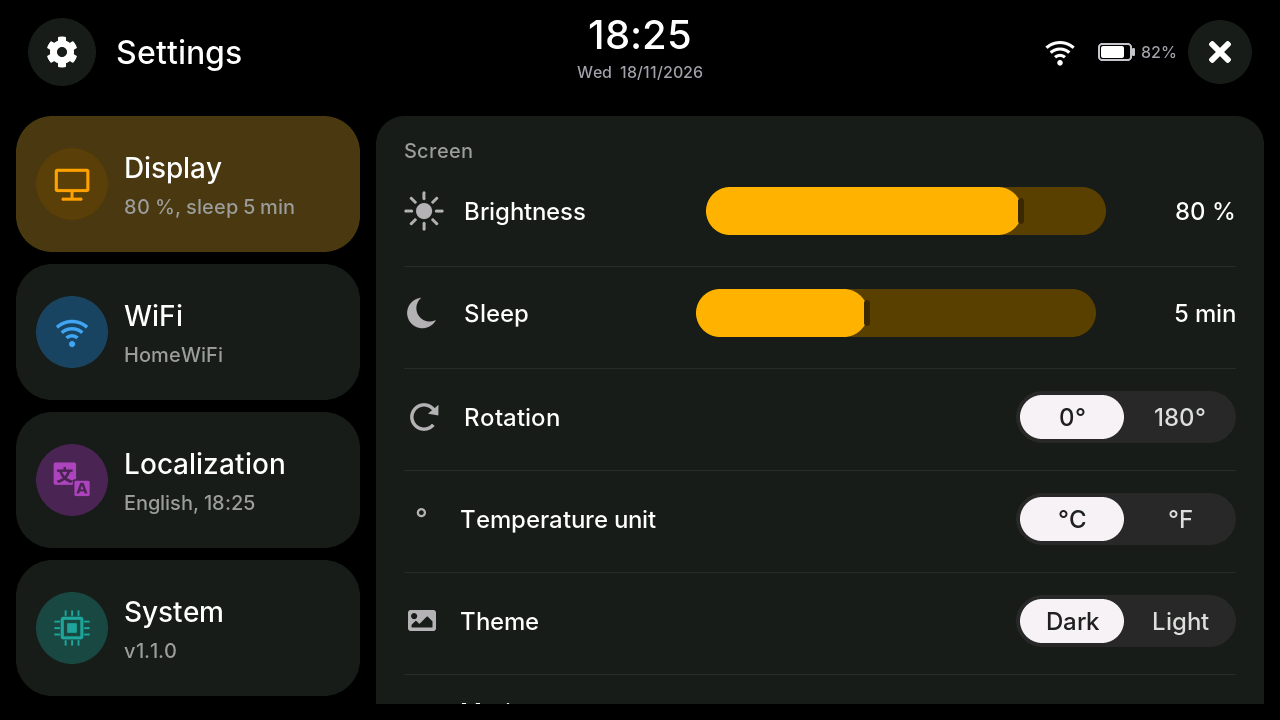 Settings
18:25
Wed 18/11/2026
82%
Display
80 %, sleep 5 min
WiFi
HomeWiFi
Localization
English, 18:25
System
v1.1.0
Screen
Brightness
80 %
Sleep
5 min
Rotation
0°
180°
° Temperature unit
°C
°F
Theme
Dark
Light